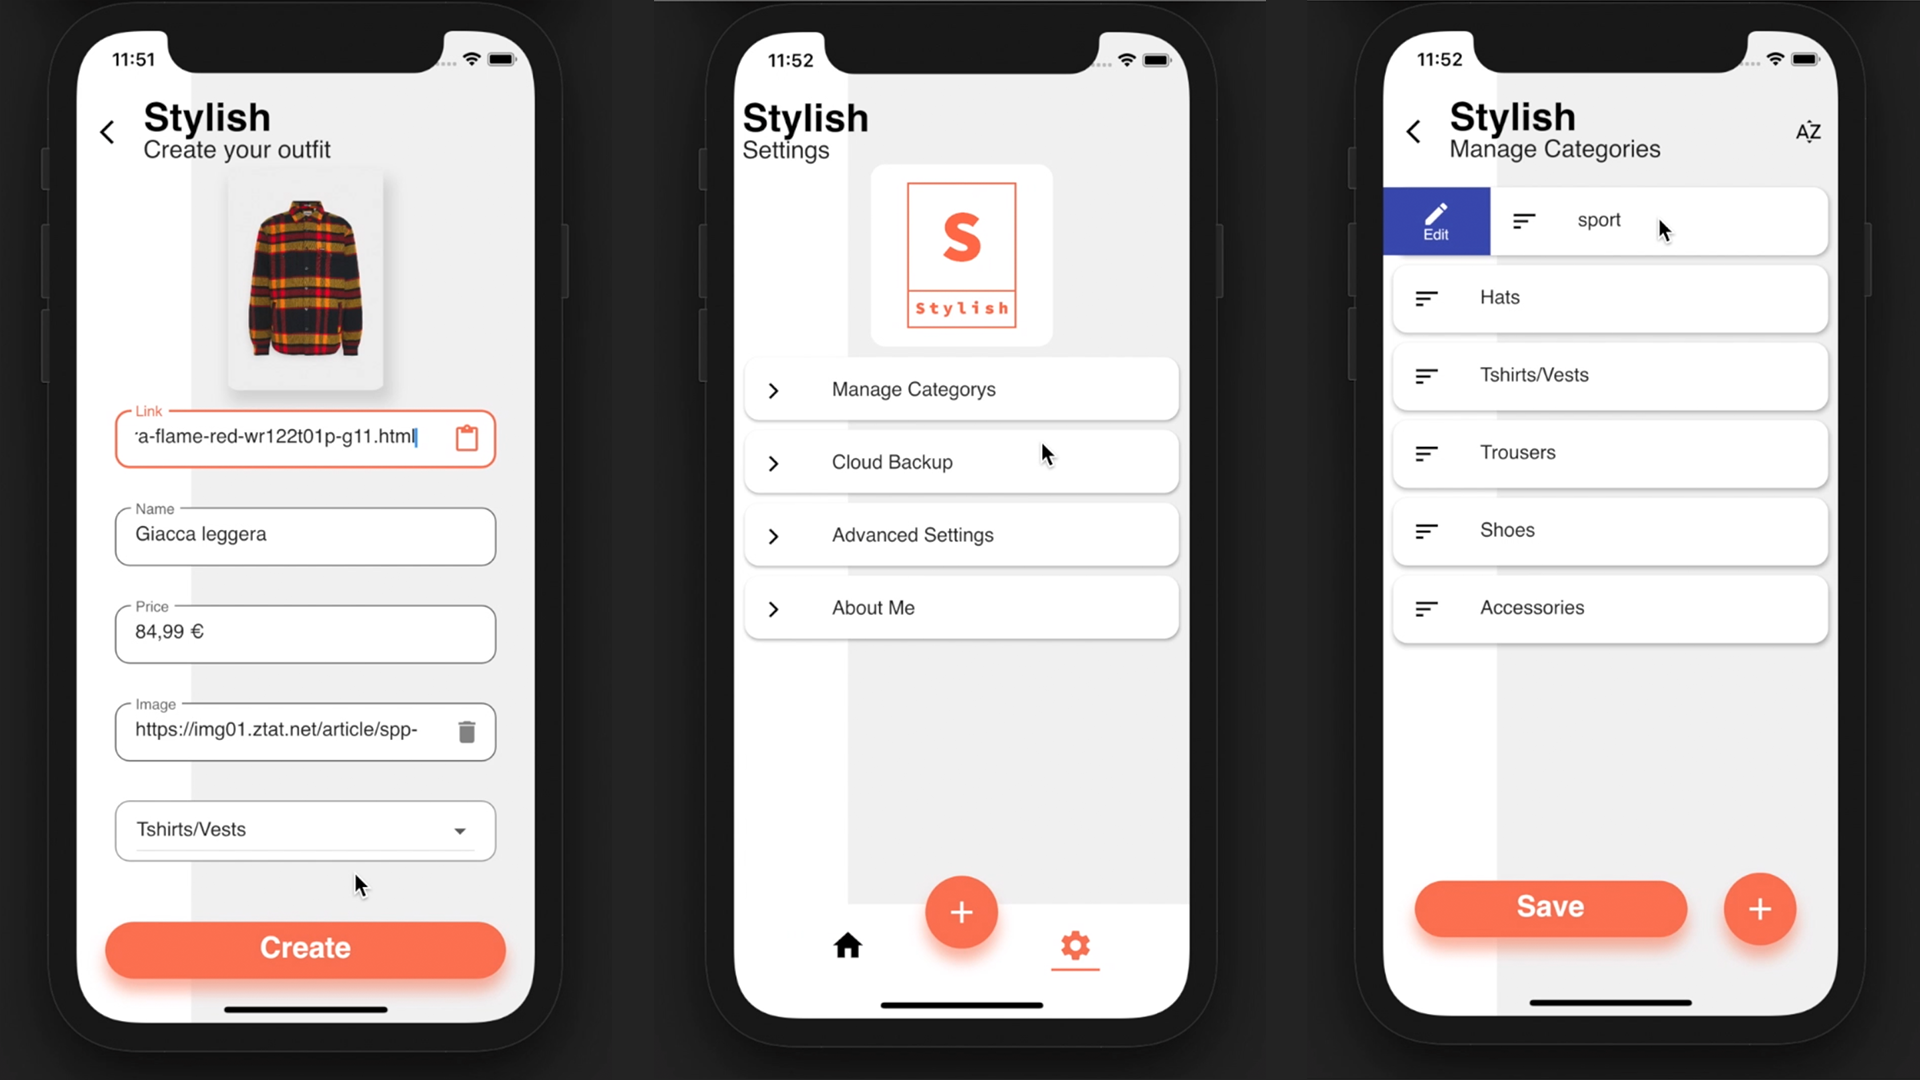 11:51
Stylish
Create your outfit
Link
a-flame-red-wr122t01p-g11.html
Name
Giacca leggera
Price
84,99 €
Image
https://img01.ztat.net/article/spp-
Tshirts/Vests
Create
11:52
Stylish
Settings
S
Stylish
Manage Categorys
Cloud Backup
Advanced Settings
About Me
11:52
Stylish
Manage Categories
AZ
Edit
sport
Hats
Tshirts/Vests
Trousers
Shoes
Accessories
Save